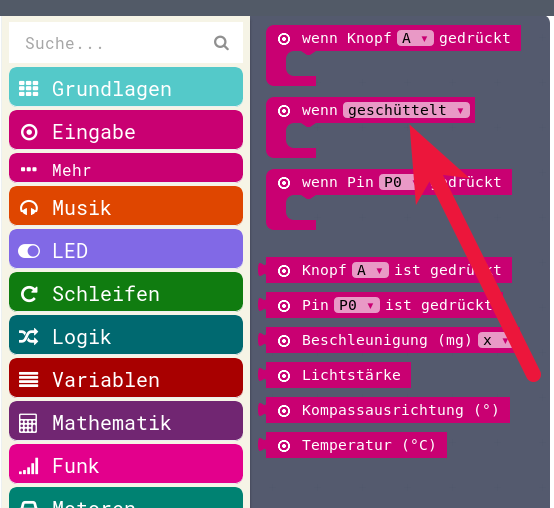 Suche...
Grundlagen
Eingabe
Mehr
Musik
LED
Schleifen
Logik
Variablen
Mathematik
Funk
Motoren
wenn Knopf A gedrückt
wenn geschüttelt
wenn Pin P0 gedrückt
Knopf A ist gedrückt
Pin P0 ist gedrückt
Beschleunigung (mg) x
Lichtstärke
Kompassausrichtung (°)
Temperatur (°C)